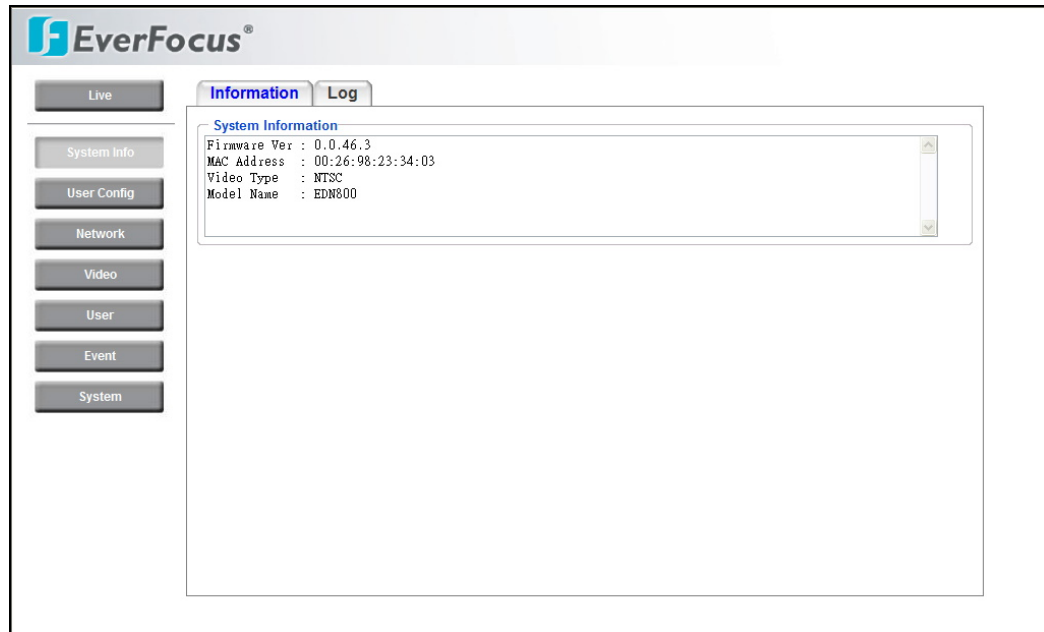 EverFocus®
Live
System Info
User Config
Network
Video
User
Event
System
Information
Log
System Information
Firmware Ver : 0.0.46.3
MAC Address : 00:26:98:23:34:03
Video Type : NTSC
Model Name : EDN800